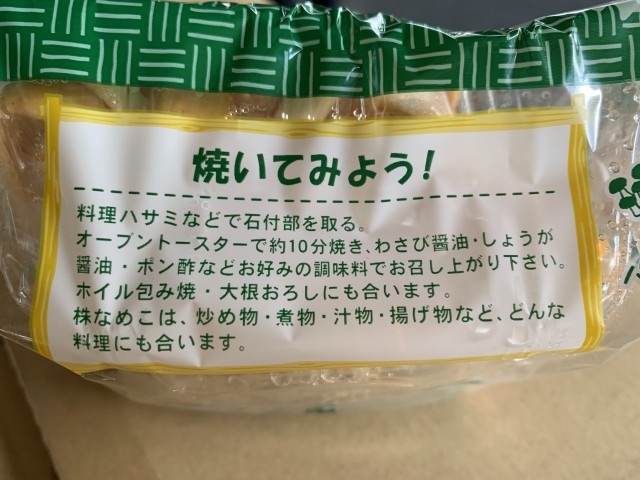 焼いてみよう!
料理ハサミなどで石付部を取る。
オーブントースターで約10分焼き、わさび醤油・しょうが
醤油・ポン酢などお好みの調味料でお召し上がり下さい。
ホイル包み焼・大根おろしにも合います。
株なめこは、炒め物・煮物・汁物・揚げ物など、どんな
料理にも合います。